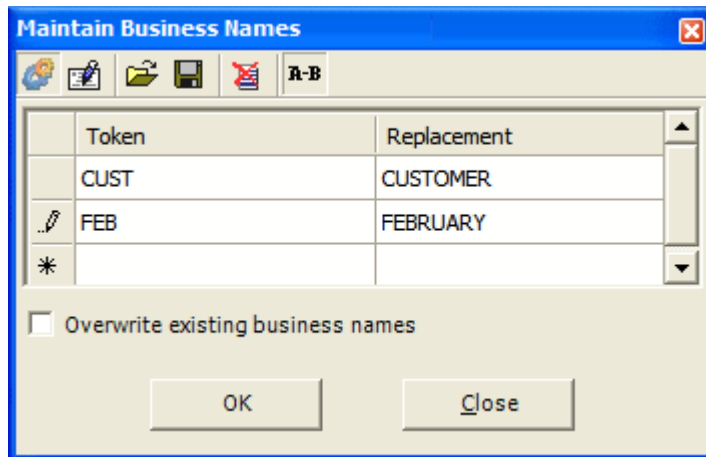 Maintain Business Names
A-B
Token Replacement
CUST CUSTOMER
FEB FEBRUARY
Overwrite existing business names
OK Close